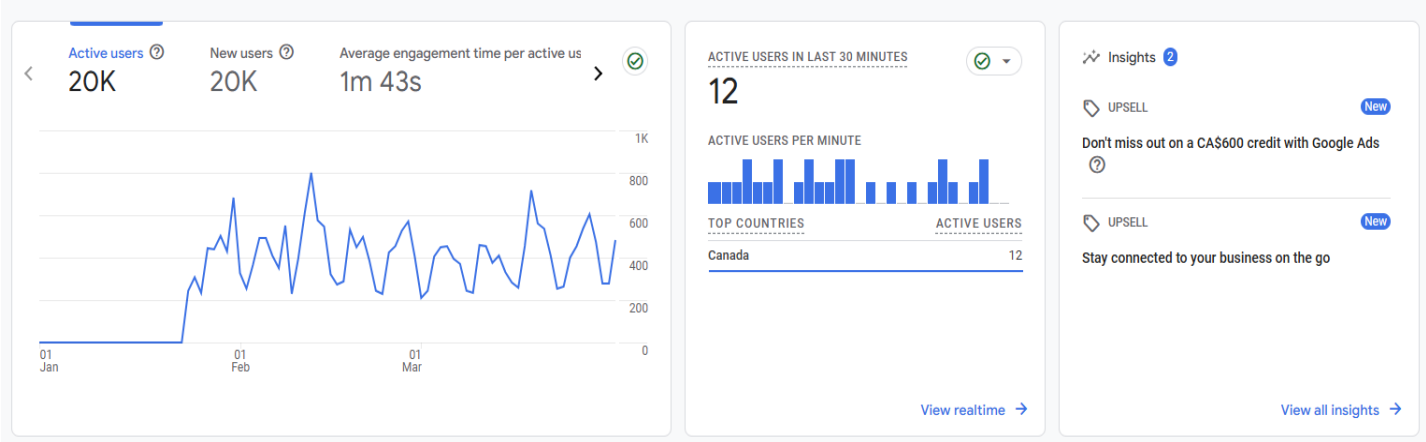 Active users
20K
New users
20K
Average engagement time per active us
1m 43s
1K
800
600
400
200
0
01
Jan
01
Feb
01
Mar
ACTIVE USERS IN LAST 30 MINUTES
12
ACTIVE USERS PER MINUTE
TOP COUNTRIES
ACTIVE USERS
Canada
12
View realtime
Insights 2
UPSELL
New
Don't miss out on a CA$600 credit with Google Ads
UPSELL
New
Stay connected to your business on the go
View all insights